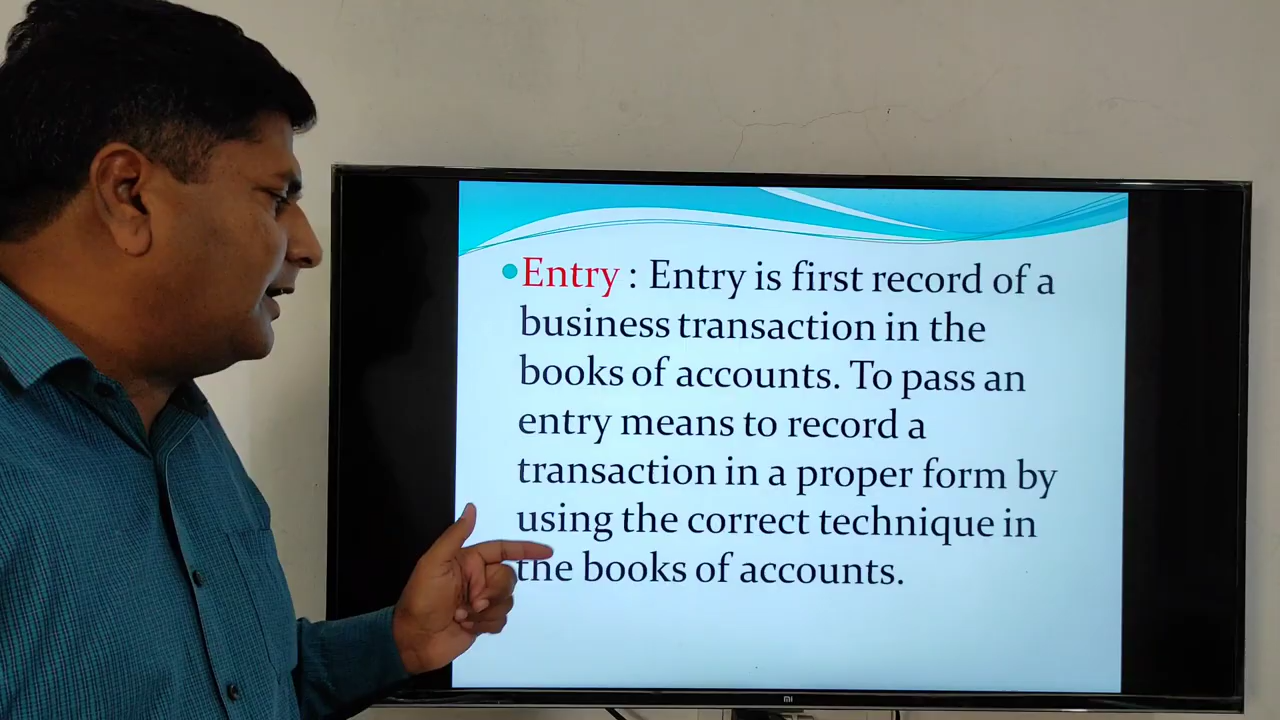 Entry : Entry is first record of a
business transaction in the
books of accounts. To pass an
entry means to record a
transaction in a proper form by
using the correct technique in
the books of accounts.
mi